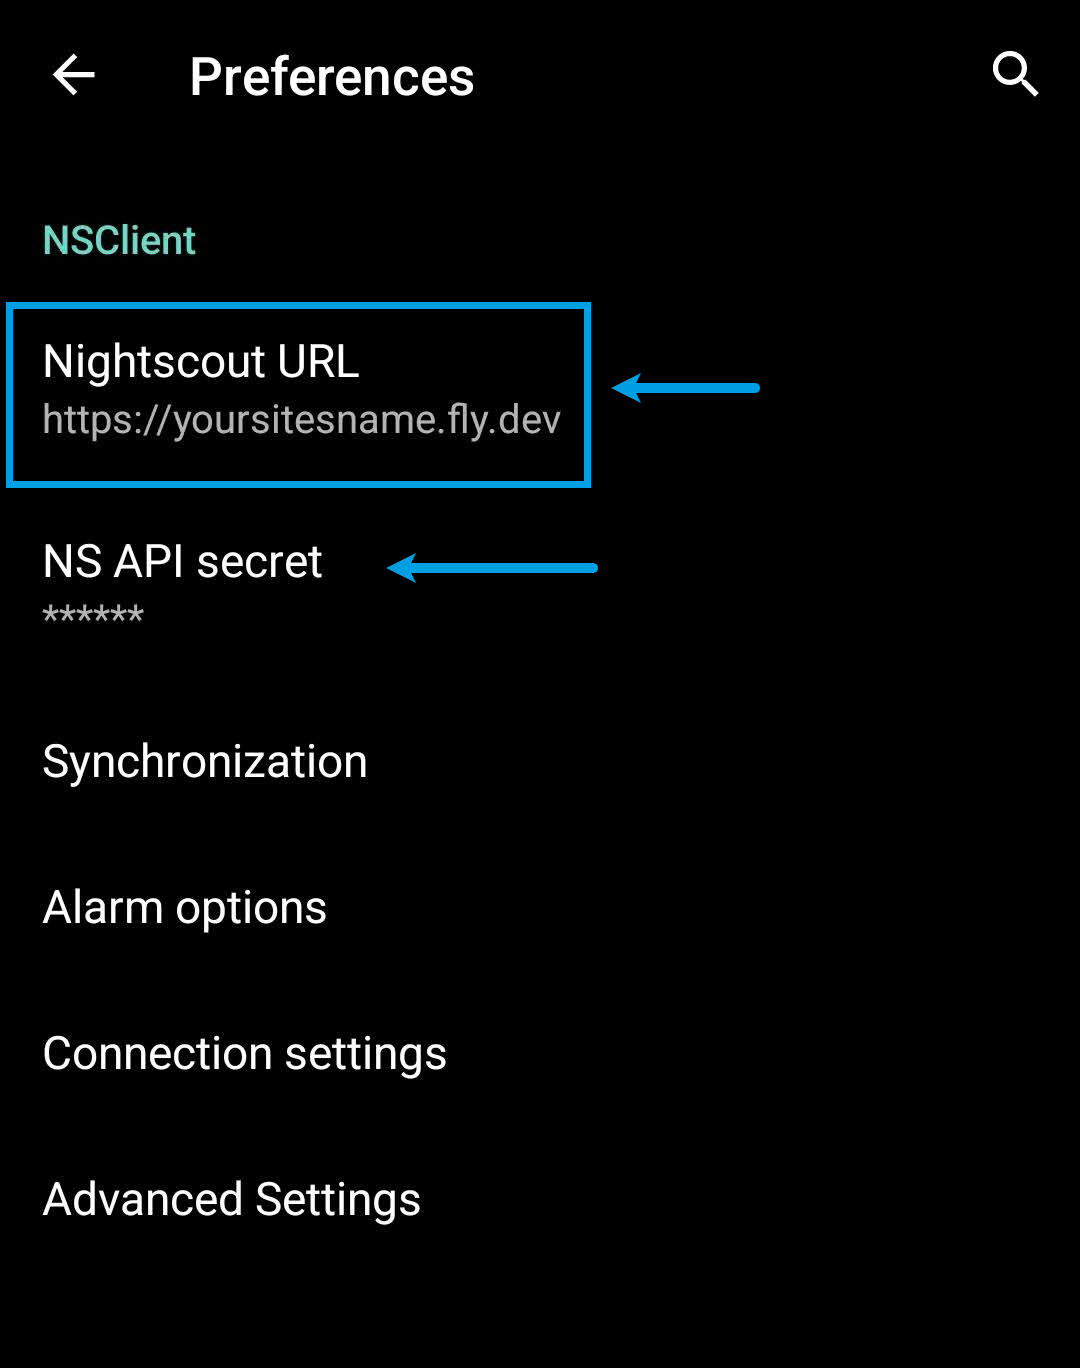 Preferences
NSClient
Nightscout URL
https://yoursitesname.fly.dev
NS API secret
******
Synchronization
Alarm options
Connection settings
Advanced Settings